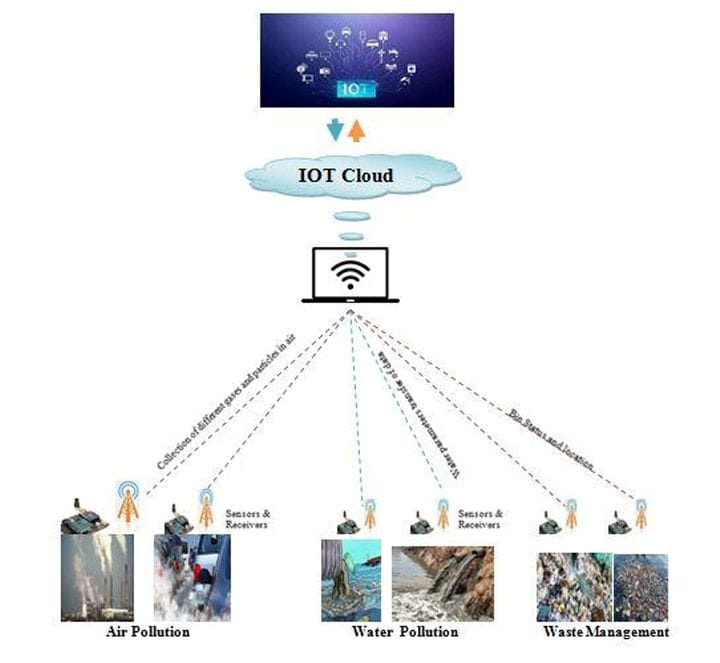 IOT
IOT Cloud
Collection of different gases and particles in air
Water parameters transfer of data
Bin Status and location
Sensors &
Receivers
Sensors &
Receivers
Air Pollution
Water Pollution
Waste Management